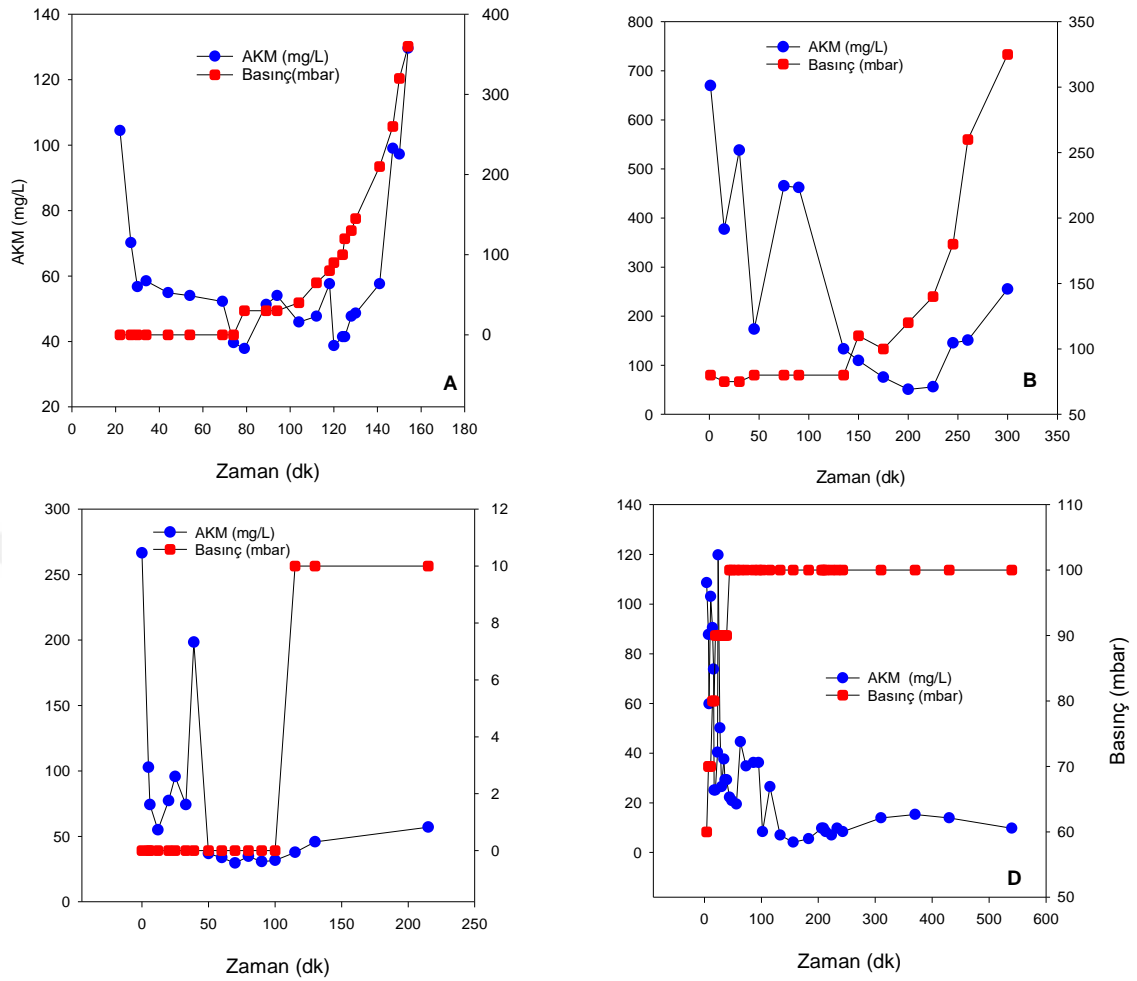 140
120
100
80
60
40
20
400
300
200
100
0
AKM (mg/L)
AKM (mg/L)
Basınç(mbar)
A
0 20 40 60 80 100 120 140 160 180
Zaman (dk)
800
700
600
500
400
300
200
100
0
350
300
250
200
150
100
50
AKM (mg/L)
Basınç (mbar)
B
0 50 100 150 200 250 300 350
Zaman (dk)
300
250
200
150
100
50
0
12
10
8
6
4
2
0
AKM (mg/L)
Basınç (mbar)
0 50 100 150 200 250
Zaman (dk)
140
120
100
80
60
40
20
0
110
100
90
80
70
60
50
AKM (mg/L)
Basınç (mbar)
Basınç (mbar)
D
0 100 200 300 400 500 600
Zaman (dk)